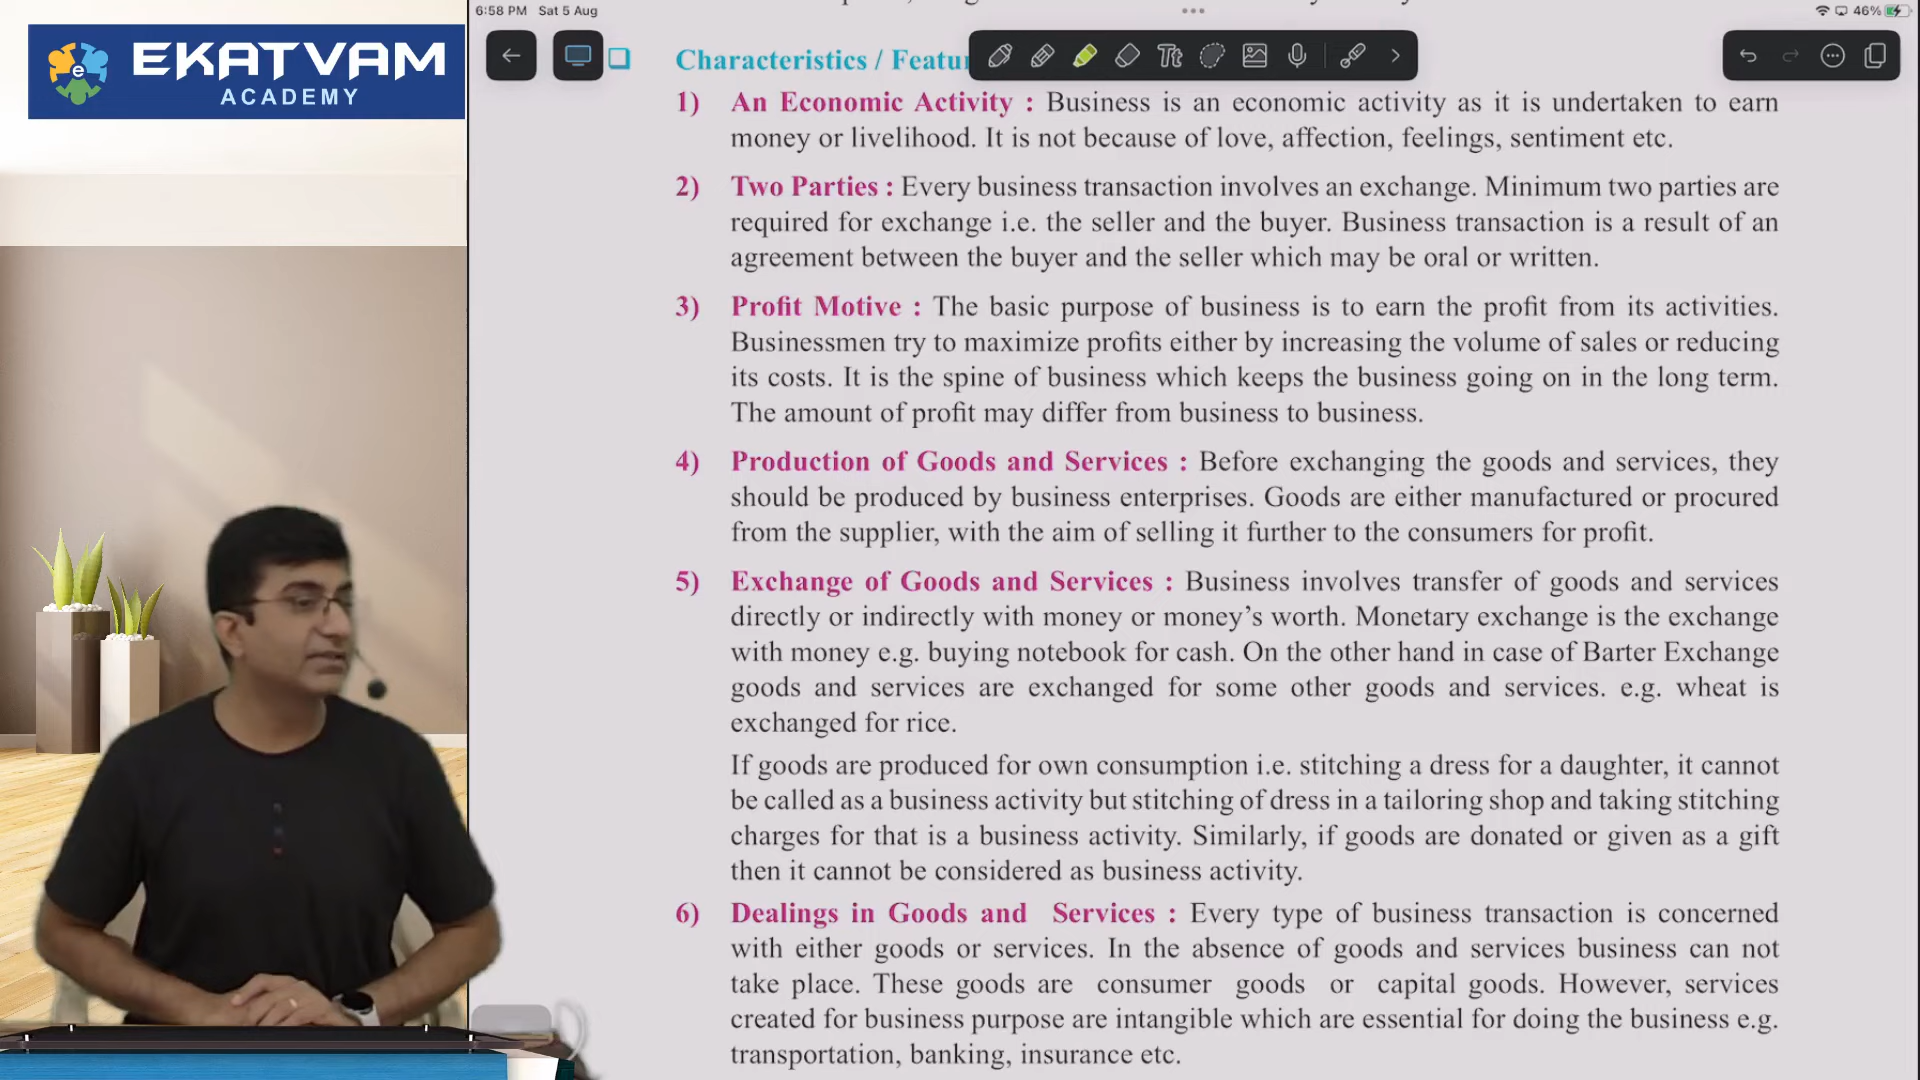 6:58 PM Sat 5 Aug
46%
EKATVAM
ACADEMY
e
Tt
Characteristics / Featu
1) An Economic Activity : Business is an economic activity as it is undertaken to earn
money or livelihood. It is not because of love, affection, feelings, sentiment etc.
2) Two Parties : Every business transaction involves an exchange. Minimum two parties are
required for exchange i.e. the seller and the buyer. Business transaction is a result of an
agreement between the buyer and the seller which may be oral or written.
3) Profit Motive : The basic purpose of business is to earn the profit from its activities.
Businessmen try to maximize profits either by increasing the volume of sales or reducing
its costs. It is the spine of business which keeps the business going on in the long term.
The amount of profit may differ from business to business.
4) Production of Goods and Services : Before exchanging the goods and services, they
should be produced by business enterprises. Goods are either manufactured or procured
from the supplier, with the aim of selling it further to the consumers for profit.
5) Exchange of Goods and Services : Business involves transfer of goods and services
directly or indirectly with money or money’s worth. Monetary exchange is the exchange
with money e.g. buying notebook for cash. On the other hand in case of Barter Exchange
goods and services are exchanged for some other goods and services. e.g. wheat is
exchanged for rice.
If goods are produced for own consumption i.e. stitching a dress for a daughter, it cannot
be called as a business activity but stitching of dress in a tailoring shop and taking stitching
charges for that is a business activity. Similarly, if goods are donated or given as a gift
then it cannot be considered as business activity.
6) Dealings in Goods and Services : Every type of business transaction is concerned
with either goods or services. In the absence of goods and services business can not
take place. These goods are consumer goods or capital goods. However, services
created for business purpose are intangible which are essential for doing the business e.g.
transportation, banking, insurance etc.